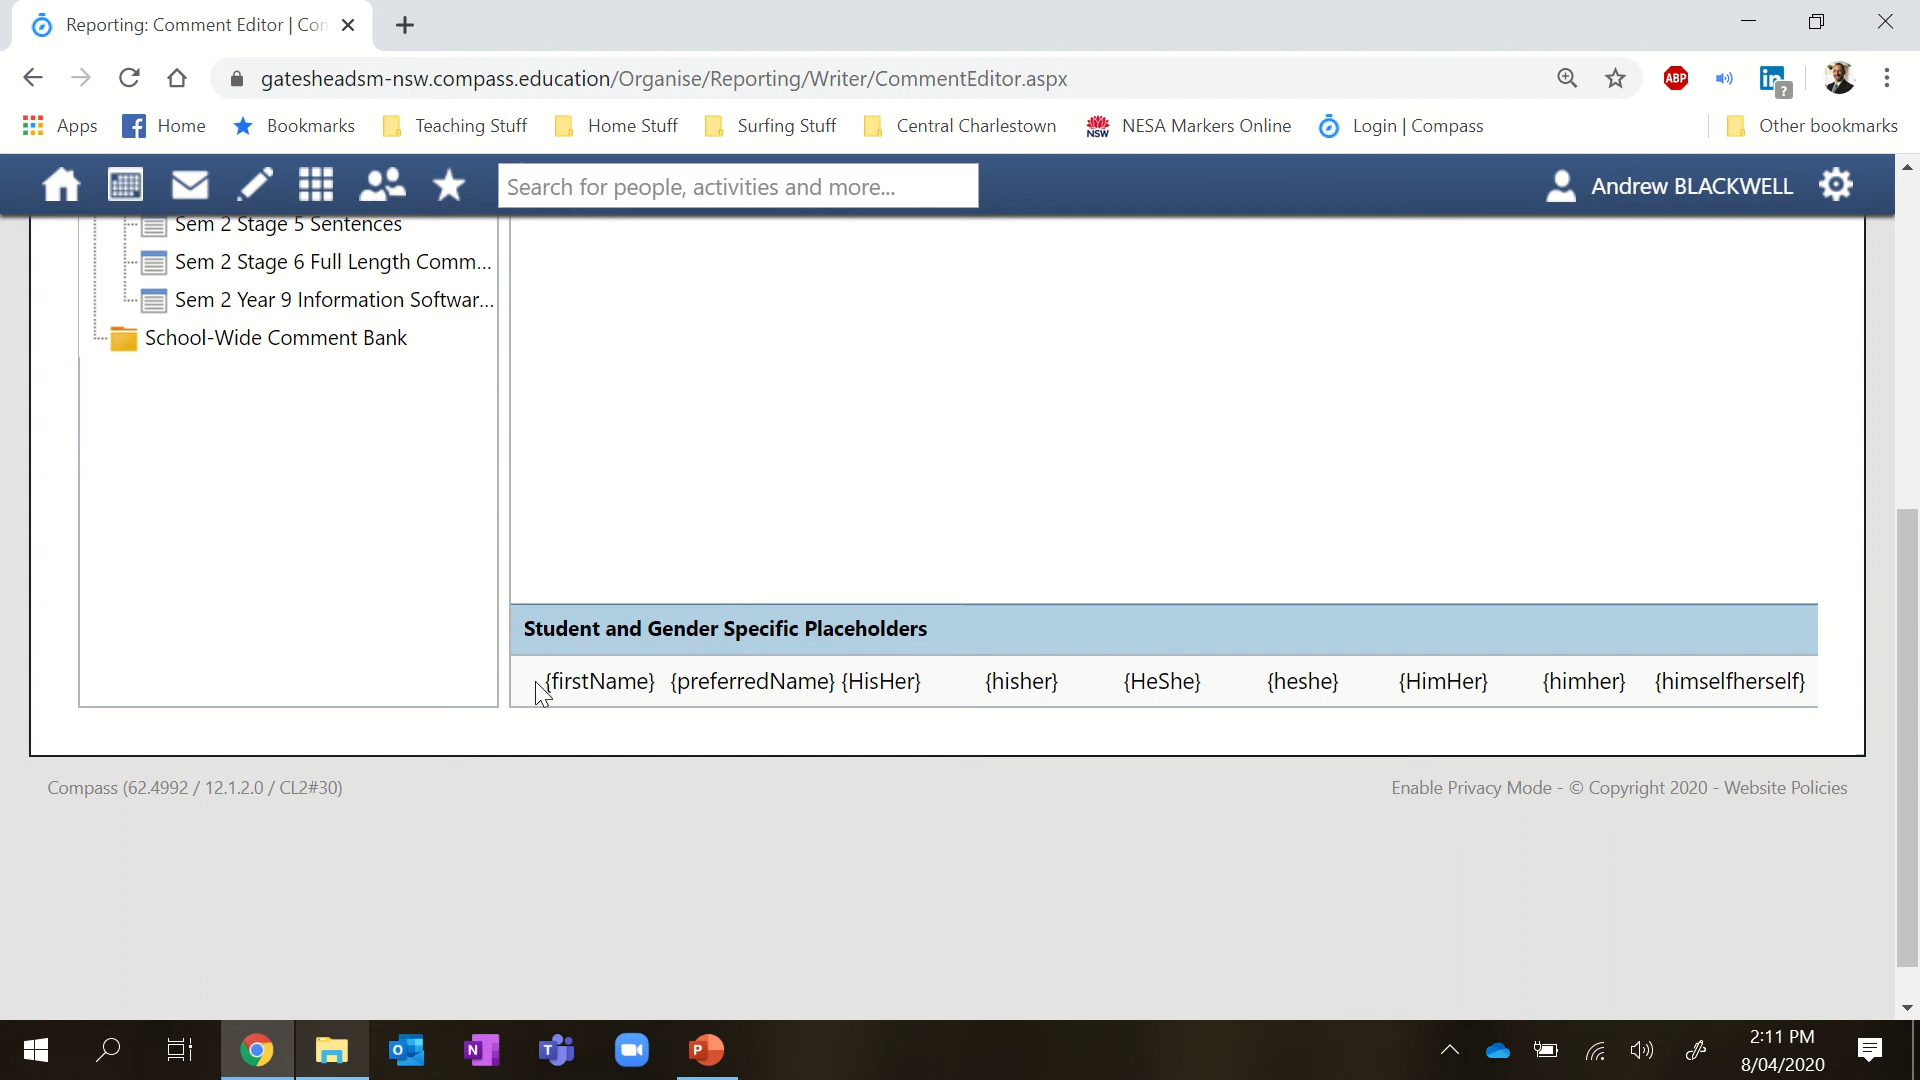 Reporting: Comment Editor | Con
gatesheadsm-nsw.compass.education/Organise/Reporting/Writer/CommentEditor.aspx
ABP
in
?
Apps
Home
Bookmarks
Teaching Stuff
Home Stuff
Surfing Stuff
Central Charlestown
NSW
NESA Markers Online
Login | Compass
Other bookmarks
Search for people, activities and more...
Andrew BLACKWELL
Sem 2 Stage 5 Sentences
Sem 2 Stage 6 Full Length Comm...
Sem 2 Year 9 Information Softwar...
School-Wide Comment Bank
Student and Gender Specific Placeholders
{firstName} {preferredName} {HisHer} {hisher} {HeShe} {heshe} {HimHer} {himher} {himselfherself}
Compass (62.4992 / 12.1.2.0 / CL2#30)
Enable Privacy Mode - © Copyright 2020 - Website Policies
2:11 PM
8/04/2020